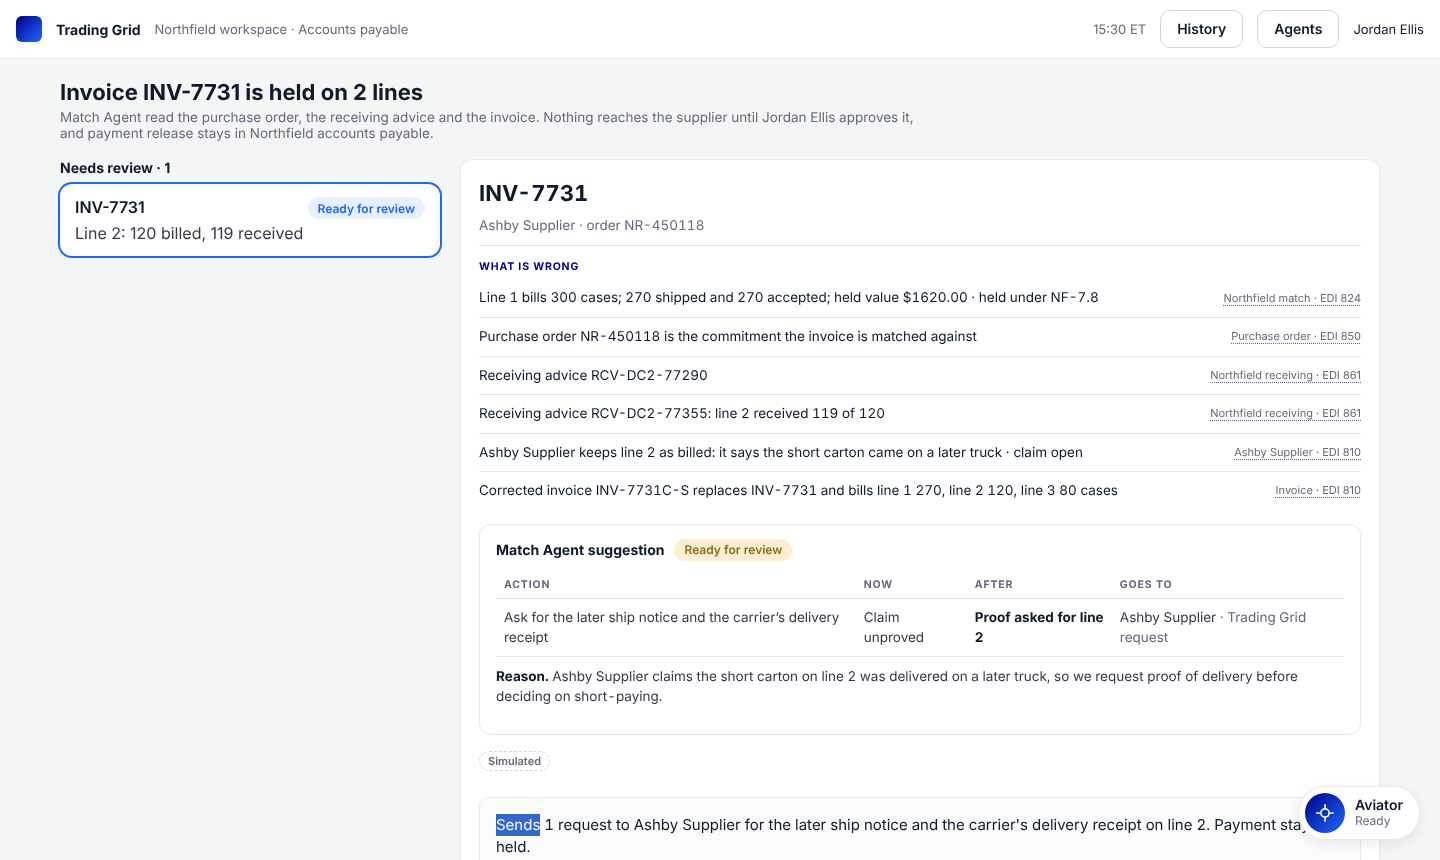 Trading Grid
Northfield workspace · Accounts payable
15:30 ET
History
Agents
Jordan Ellis
Invoice INV-7731 is held on 2 lines
Match Agent read the purchase order, the receiving advice and the invoice. Nothing reaches the supplier until Jordan Ellis approves it,
and payment release stays in Northfield accounts payable.
Needs review · 1
INV-7731
Ready for review
Line 2: 120 billed, 119 received
INV-7731
Ashby Supplier · order NR-450118
WHAT IS WRONG
Line 1 bills 300 cases; 270 shipped and 270 accepted; held value $1620.00 · held under NF-7.8
Northfield match · EDI 824
Purchase order NR-450118 is the commitment the invoice is matched against
Purchase order · EDI 850
Receiving advice RCV-DC2-77290
Northfield receiving · EDI 861
Receiving advice RCV-DC2-77355: line 2 received 119 of 120
Northfield receiving · EDI 861
Ashby Supplier keeps line 2 as billed: it says the short carton came on a later truck · claim open
Ashby Supplier · EDI 810
Corrected invoice INV-7731C-S replaces INV-7731 and bills line 1 270, line 2 120, line 3 80 cases
Invoice · EDI 810
Match Agent suggestion
Ready for review
ACTION
NOW
AFTER
GOES TO
Ask for the later ship notice and the carrier’s delivery
receipt
Claim
unproved
Proof asked for line
2
Ashby Supplier · Trading Grid
request
Reason. Ashby Supplier claims the short carton on line 2 was delivered on a later truck, so we request proof of delivery before
deciding on short-paying.
Simulated
Sends 1 request to Ashby Supplier for the later ship notice and the carrier's delivery receipt on line 2. Payment
held.
Aviator
Ready